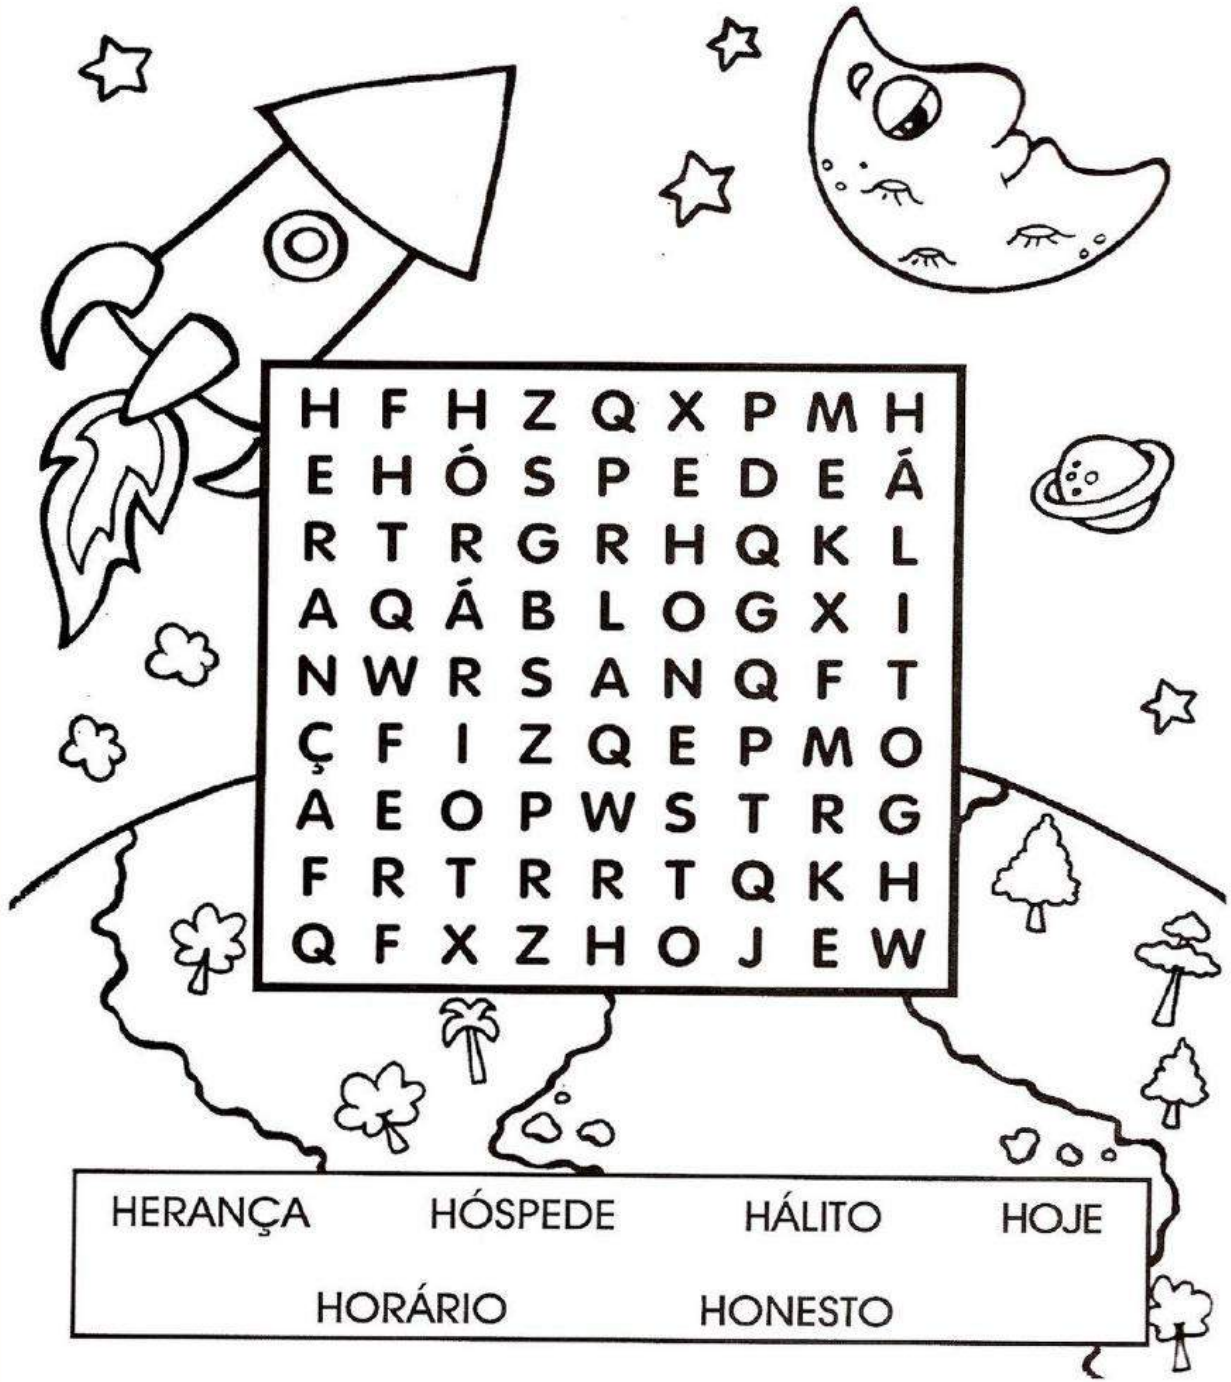 H F H Z Q X P M H
E H Ó S P E D E Á
R T R G R H Q K L
A Q Á B L O G X I
N W R S A N Q F T
Ç F I Z Q E P M O
A E O P W S T R G
F R T R R T Q K H
Q F X Z H O J E W
HERANÇA HÓSPEDE HÁLITO HOJE
HORÁRIO HONESTO